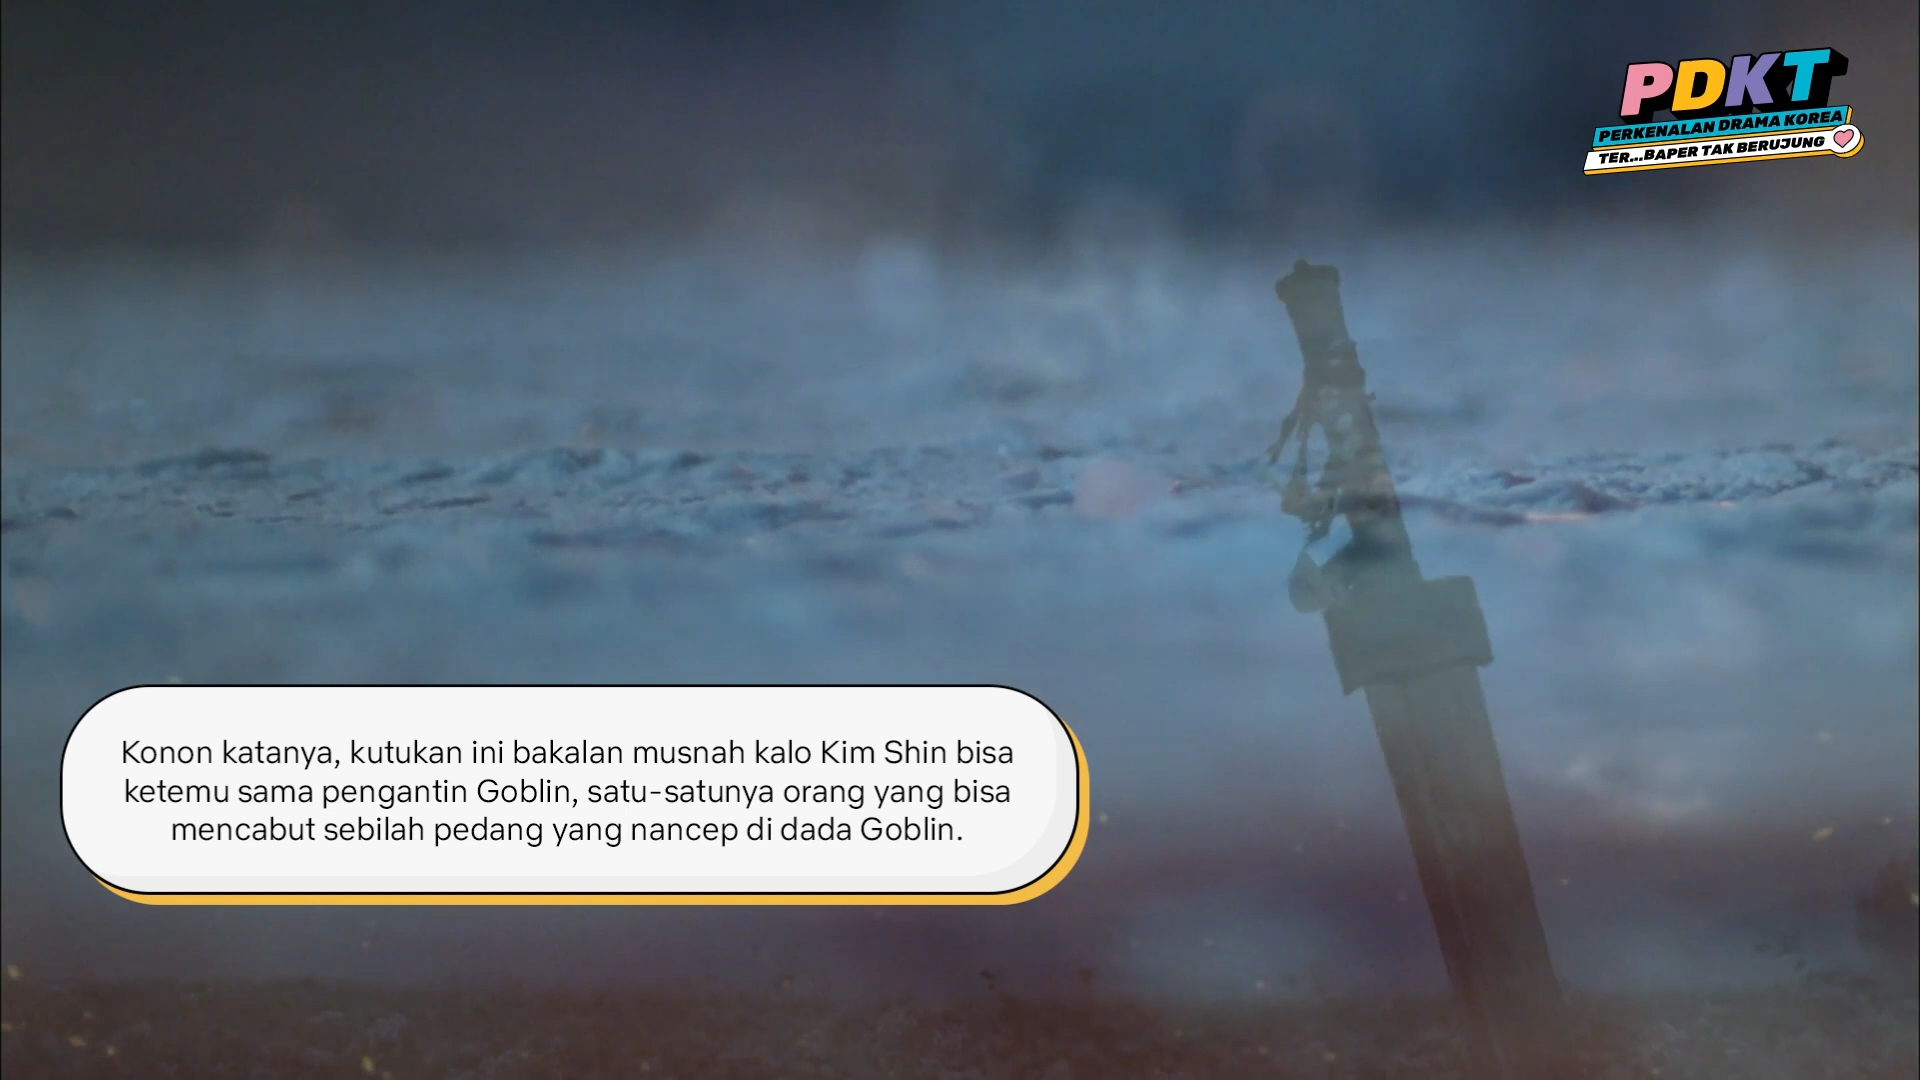 PDKT
PERKENALAN DRAMA KOREA
TER...BAPER TAK BERUJUNG
Konon katanya, kutukan ini bakalan musnah kalo Kim Shin bisa
ketemu sama pengantin Goblin, satu-satunya orang yang bisa
mencabut sebilah pedang yang nancep di dada Goblin.